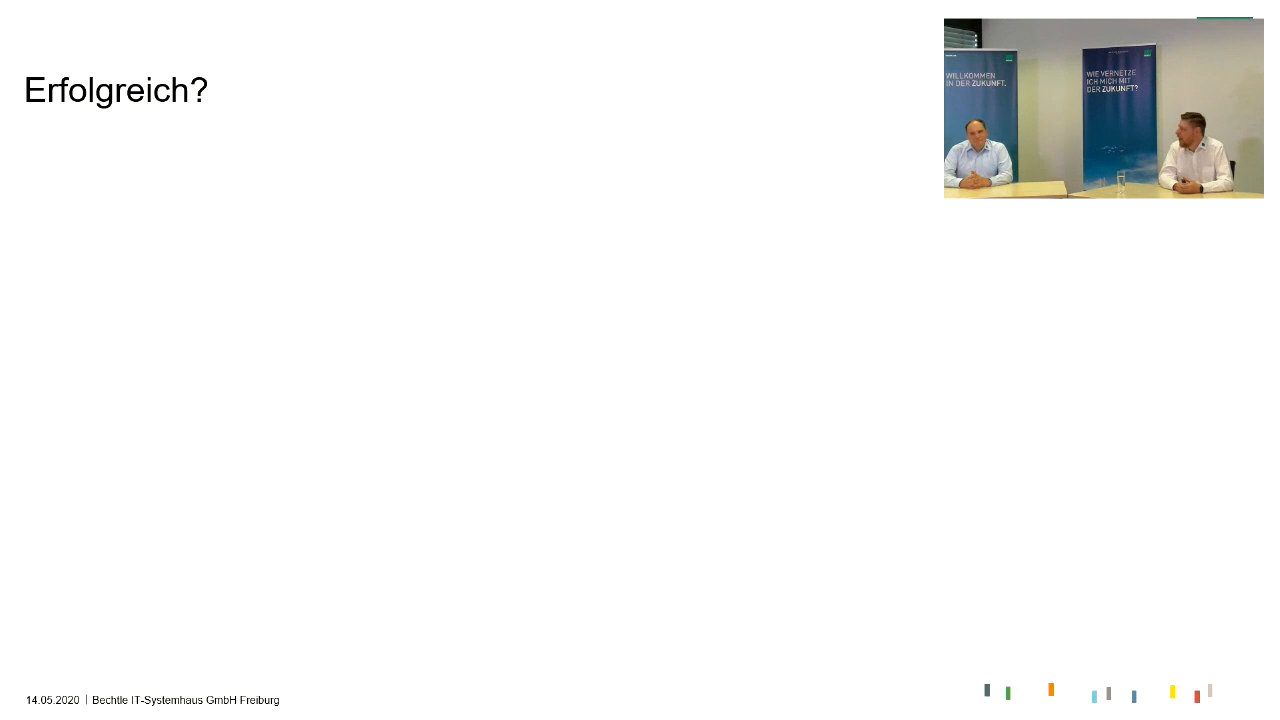 Erfolgreich?
WILLKOMMEN
IN DER ZUKUNFT.
WIE VERNETZE
ICH MICH MIT
DER ZUKUNFT?
14.05.2020 | Bechtle IT-Systemhaus GmbH Freiburg